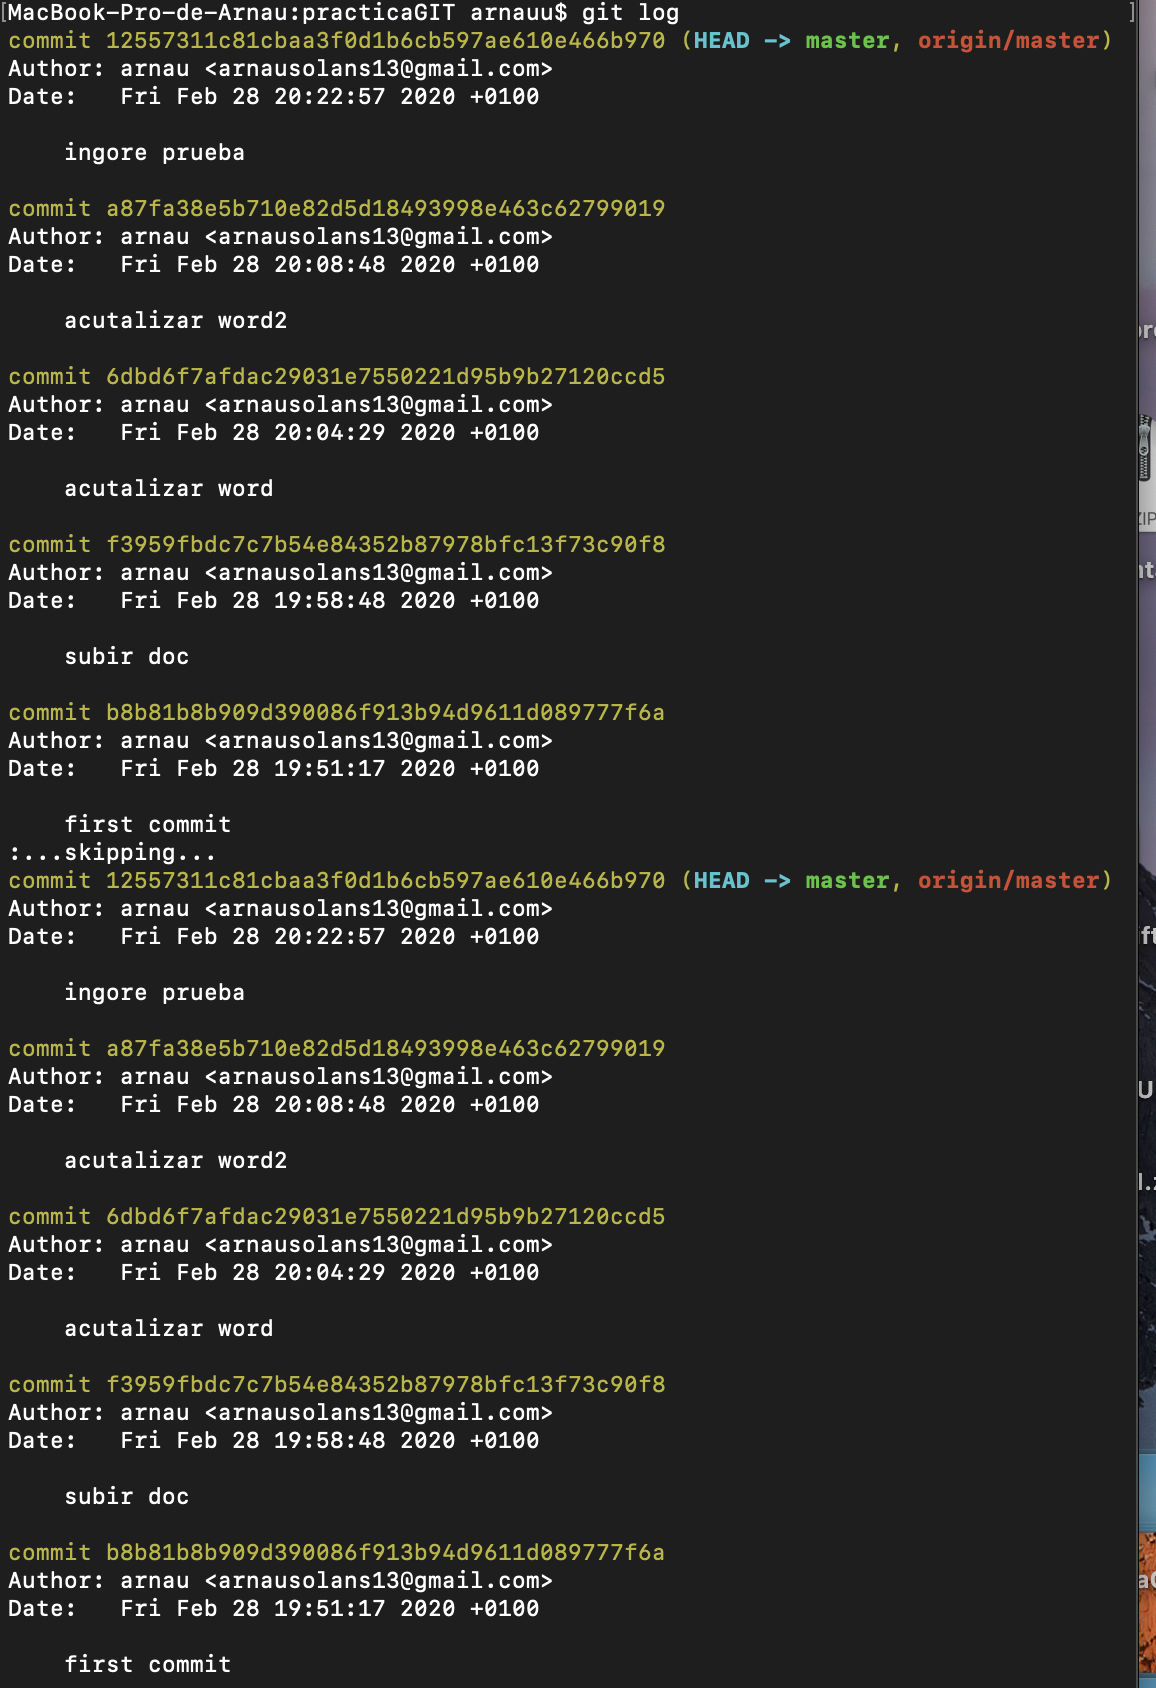 [MacBook-Pro-de-Arnau:practicaGIT arnauu$ git log ]
commit 12557311c81cbaa3f0d1b6cb597ae610e466b970 (HEAD -> master, origin/master)
Author: arnau <arnausolans13@gmail.com>
Date:   Fri Feb 28 20:22:57 2020 +0100
ingore prueba
commit a87fa38e5b710e82d5d18493998e463c62799019
Author: arnau <arnausolans13@gmail.com>
Date:   Fri Feb 28 20:08:48 2020 +0100
acutalizar word2
commit 6dbd6f7afdac29031e7550221d95b9b27120ccd5
Author: arnau <arnausolans13@gmail.com>
Date:   Fri Feb 28 20:04:29 2020 +0100
acutalizar word
commit f3959fbdc7c7b54e84352b87978bfc13f73c90f8
Author: arnau <arnausolans13@gmail.com>
Date:   Fri Feb 28 19:58:48 2020 +0100
subir doc
commit b8b81b8b909d390086f913b94d9611d089777f6a
Author: arnau <arnausolans13@gmail.com>
Date:   Fri Feb 28 19:51:17 2020 +0100
first commit
:...skipping...
commit 12557311c81cbaa3f0d1b6cb597ae610e466b970 (HEAD -> master, origin/master)
Author: arnau <arnausolans13@gmail.com>
Date:   Fri Feb 28 20:22:57 2020 +0100
ingore prueba
commit a87fa38e5b710e82d5d18493998e463c62799019
Author: arnau <arnausolans13@gmail.com>
Date:   Fri Feb 28 20:08:48 2020 +0100
acutalizar word2
commit 6dbd6f7afdac29031e7550221d95b9b27120ccd5
Author: arnau <arnausolans13@gmail.com>
Date:   Fri Feb 28 20:04:29 2020 +0100
acutalizar word
commit f3959fbdc7c7b54e84352b87978bfc13f73c90f8
Author: arnau <arnausolans13@gmail.com>
Date:   Fri Feb 28 19:58:48 2020 +0100
subir doc
commit b8b81b8b909d390086f913b94d9611d089777f6a
Author: arnau <arnausolans13@gmail.com>
Date:   Fri Feb 28 19:51:17 2020 +0100
first commit